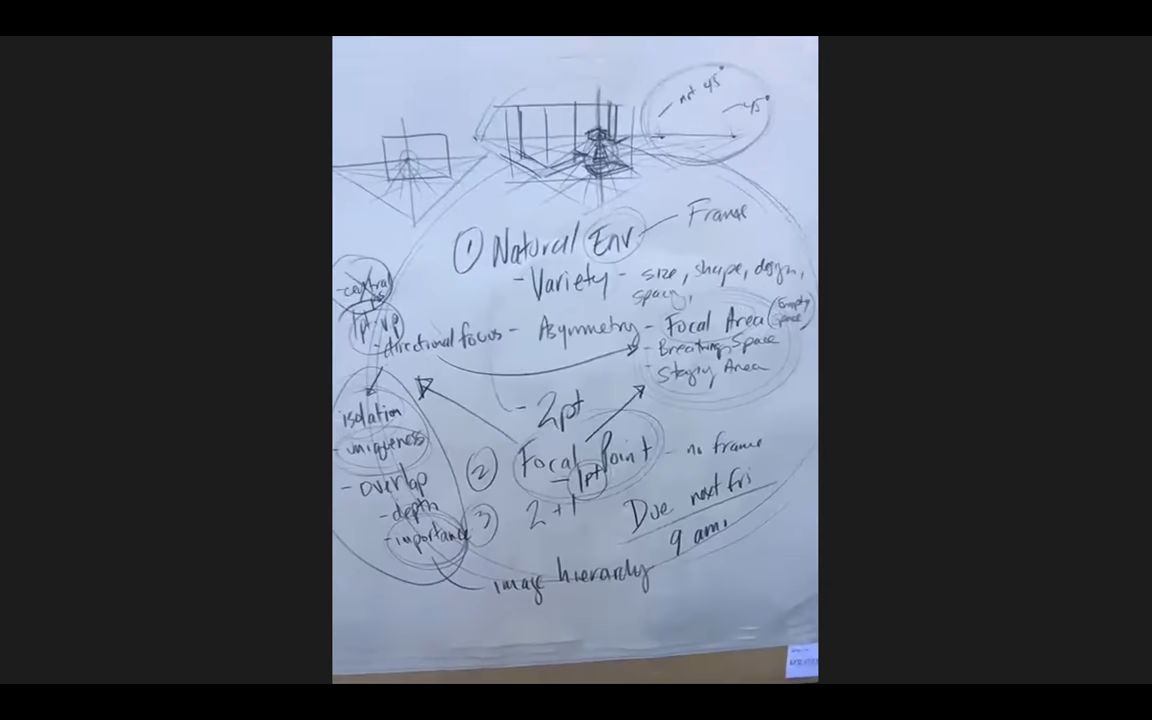 not 45°
45°
① Natural Env - Frame
- Variety - size, shape, design,
spacing,
- central
1pt. vp
- directional focus - Asymmetry - Focal Area (Empty Space)
- Breathing Space
- Staging Area
isolation
- uniqueness
- overlap
- depth
- importance
- 2pt
② Focal Point - no frame
- 1pt
③ 2 + 1
Due next Fri
9 am.
image hierarchy